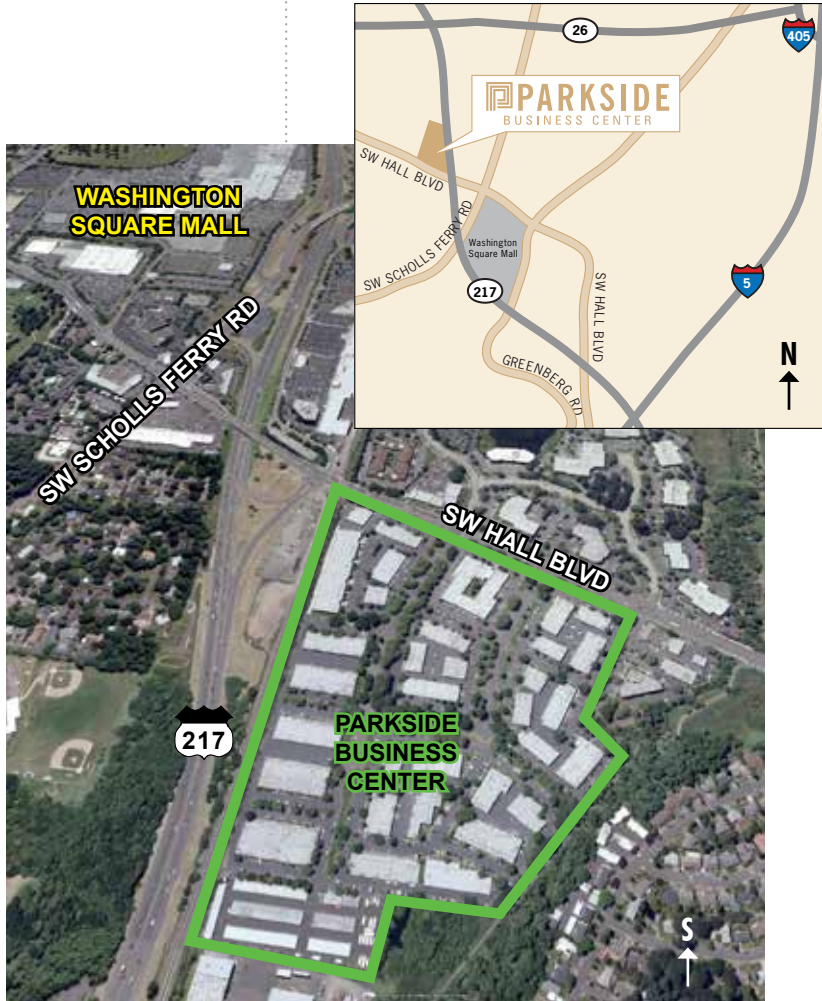 26
405
PARKSIDE
BUSINESS CENTER
SW HALL BLVD
SW SCHOLLS FERRY RD
Washington
Square Mall
217
SW HALL BLVD
5
GREENBERG RD
N
WASHINGTON
SQUARE MALL
SW SCHOLLS FERRY RD
SW HALL BLVD
217
PARKSIDE
BUSINESS
CENTER
S